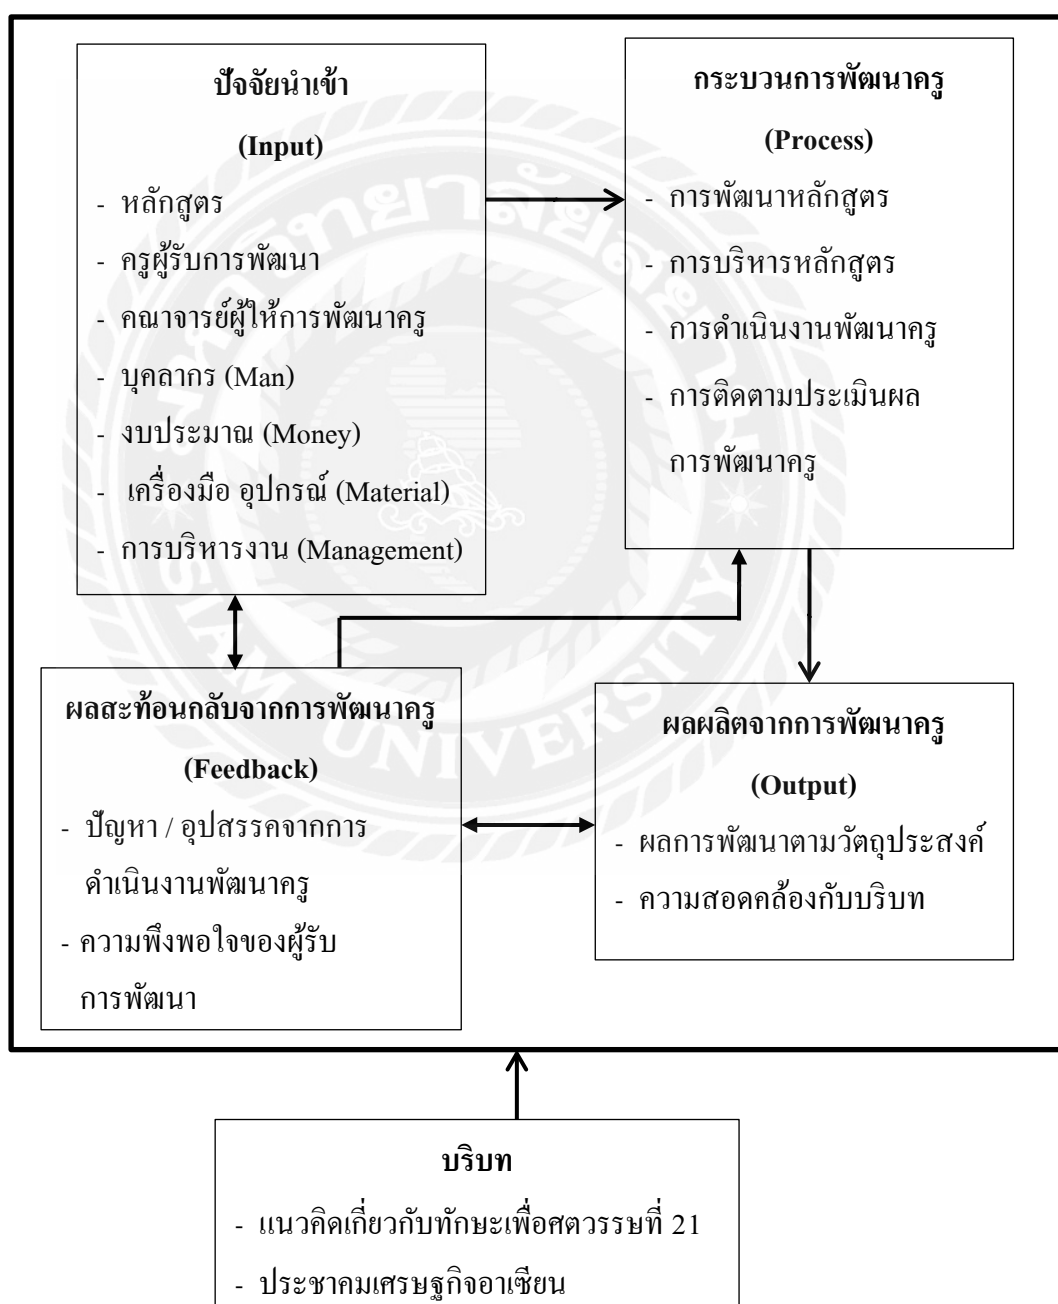 ปัจจัยนำเข้า
(Input)
- หลักสูตร
- ครูผู้รับการพัฒนา
- คณาจารย์ผู้ให้การพัฒนาครู
- บุคลากร (Man)
- งบประมาณ (Money)
- เครื่องมือ อุปกรณ์ (Material)
- การบริหารงาน (Management)
กระบวนการพัฒนาครู
(Process)
- การพัฒนาหลักสูตร
- การบริหารหลักสูตร
- การดำเนินงานพัฒนาครู
- การติดตามประเมินผล
การพัฒนาครู
ผลสะท้อนกลับจากการพัฒนาครู
(Feedback)
- ปัญหา / อุปสรรคจากการ
ดำเนินงานพัฒนาครู
- ความพึงพอใจของผู้รับ
การพัฒนา
ผลผลิตจากการพัฒนาครู
(Output)
- ผลการพัฒนาตามวัตถุประสงค์
- ความสอดคล้องกับบริบท
บริบท
- แนวคิดเกี่ยวกับทักษะเพื่อศตวรรษที่ 21
- ประชาคมเศรษฐกิจอาเซียน
มหาวิทยาลัยสยาม
SIAM UNIVERSITY